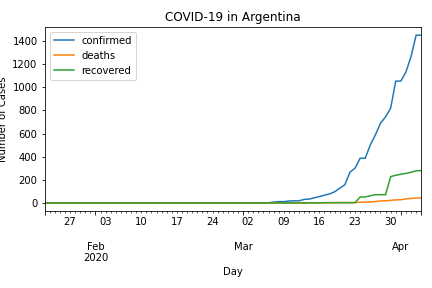 COVID-19 in Argentina
confirmed
deaths
recovered
Number of Cases
1400
1200
1000
800
600
400
200
0
27 03 10 17 24 02 09 16 23 30
Feb Mar Apr
2020
Day